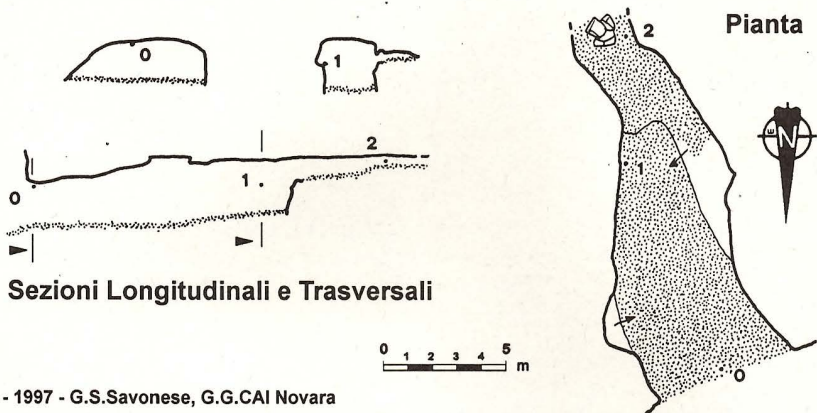 Pianta
0
1
2
0
1
2
E
N
1
0
2
Sezioni Longitudinali e Trasversali
0 1 2 3 4 5
m
- 1997 - G.S.Savonese, G.G.CAI Novara